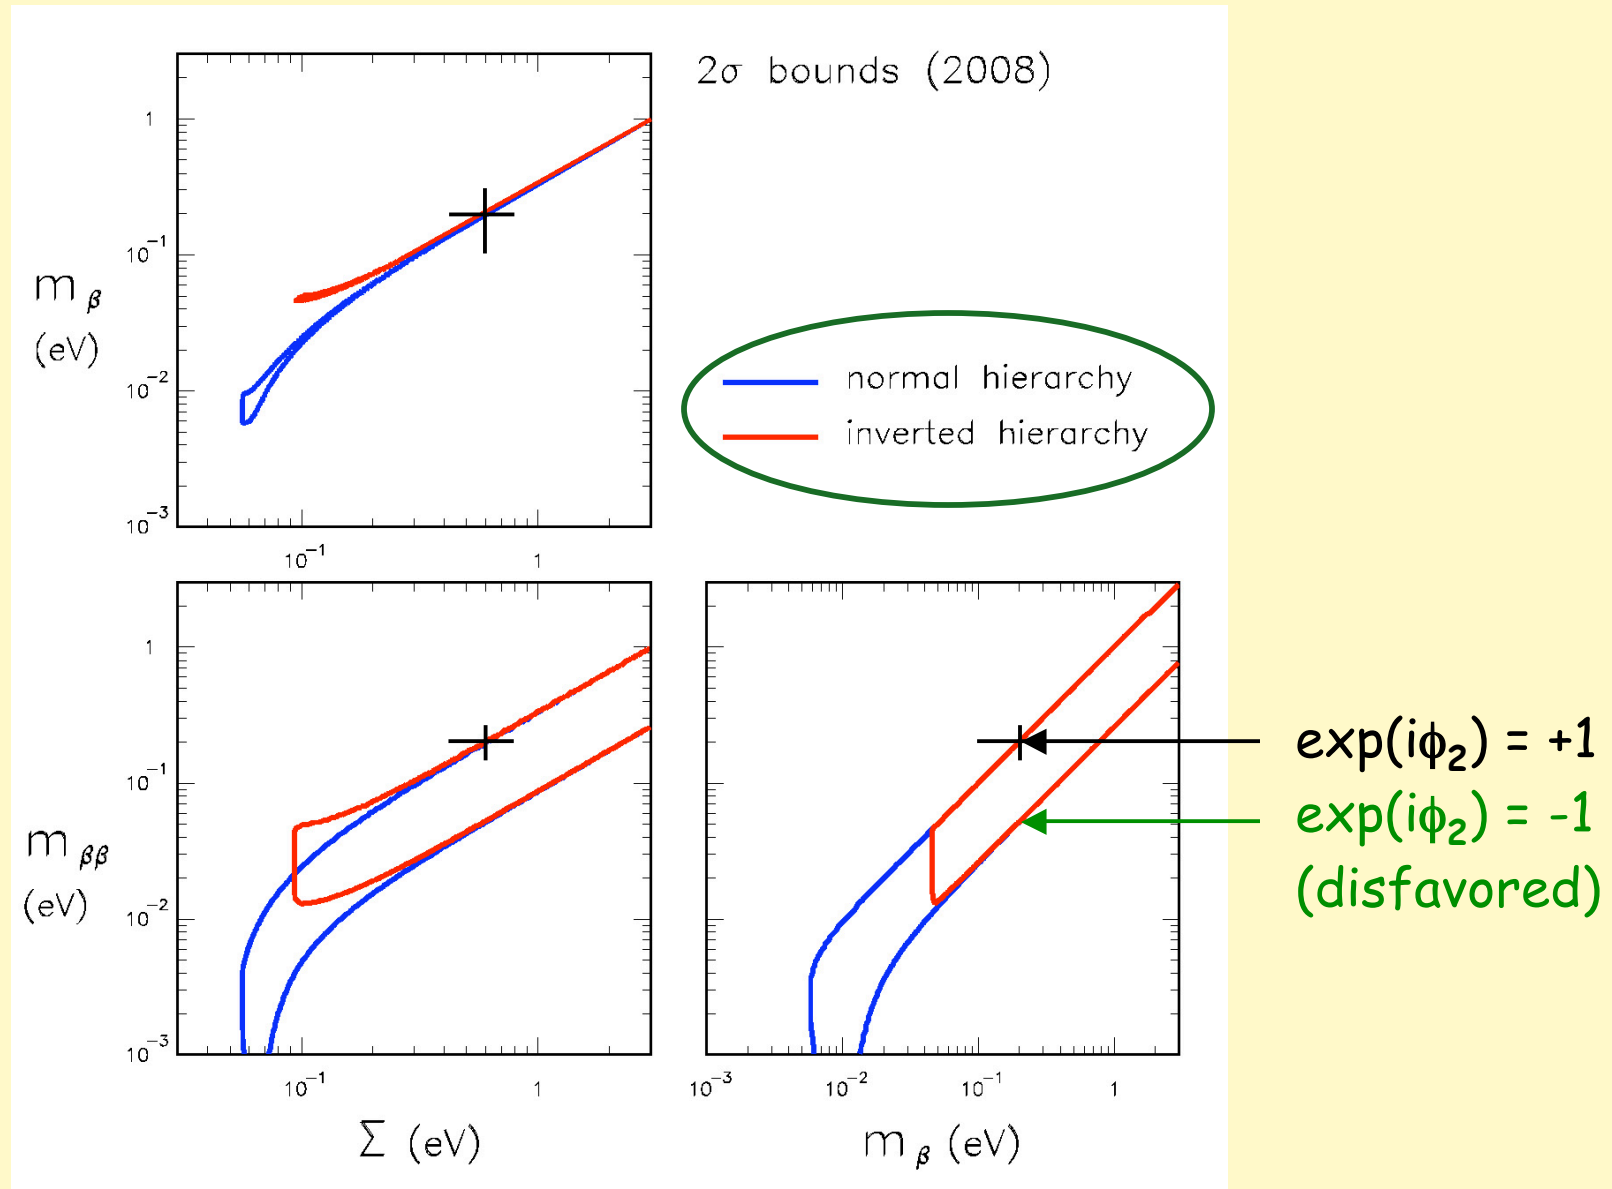 2σ bounds (2008)
1
10⁻¹
10⁻²
10⁻³
m β
(eV)
10⁻¹
1
normal hierarchy
inverted hierarchy
1
10⁻¹
10⁻²
10⁻³
m ββ
(eV)
10⁻¹
1
Σ (eV)
10⁻³
10⁻²
10⁻¹
1
m β (eV)
exp(iϕ₂) = +1
exp(iϕ₂) = -1
(disfavored)